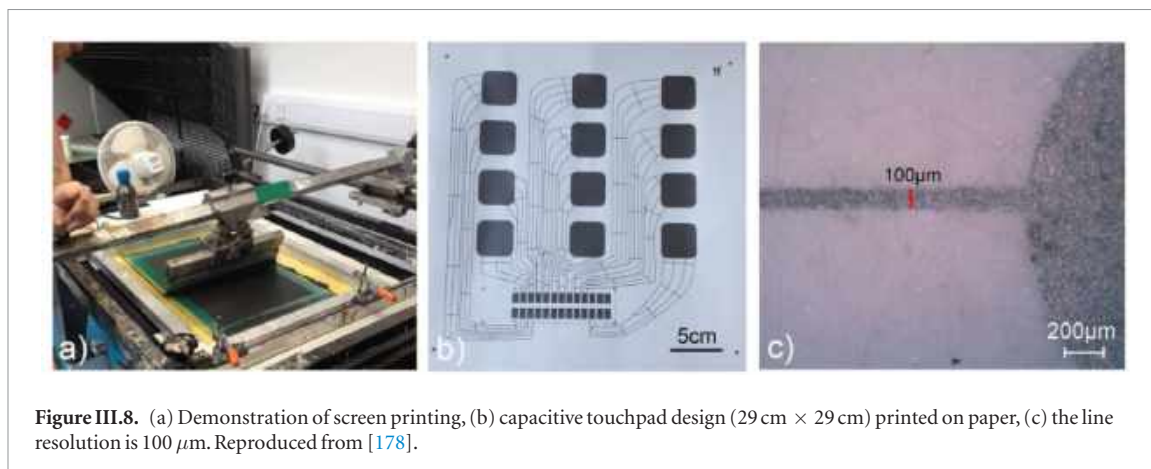 a)
b)
5cm
100μm
200μm
c)
Figure III.8. (a) Demonstration of screen printing, (b) capacitive touchpad design (29 cm × 29 cm) printed on paper, (c) the line
resolution is 100 μm. Reproduced from [178].